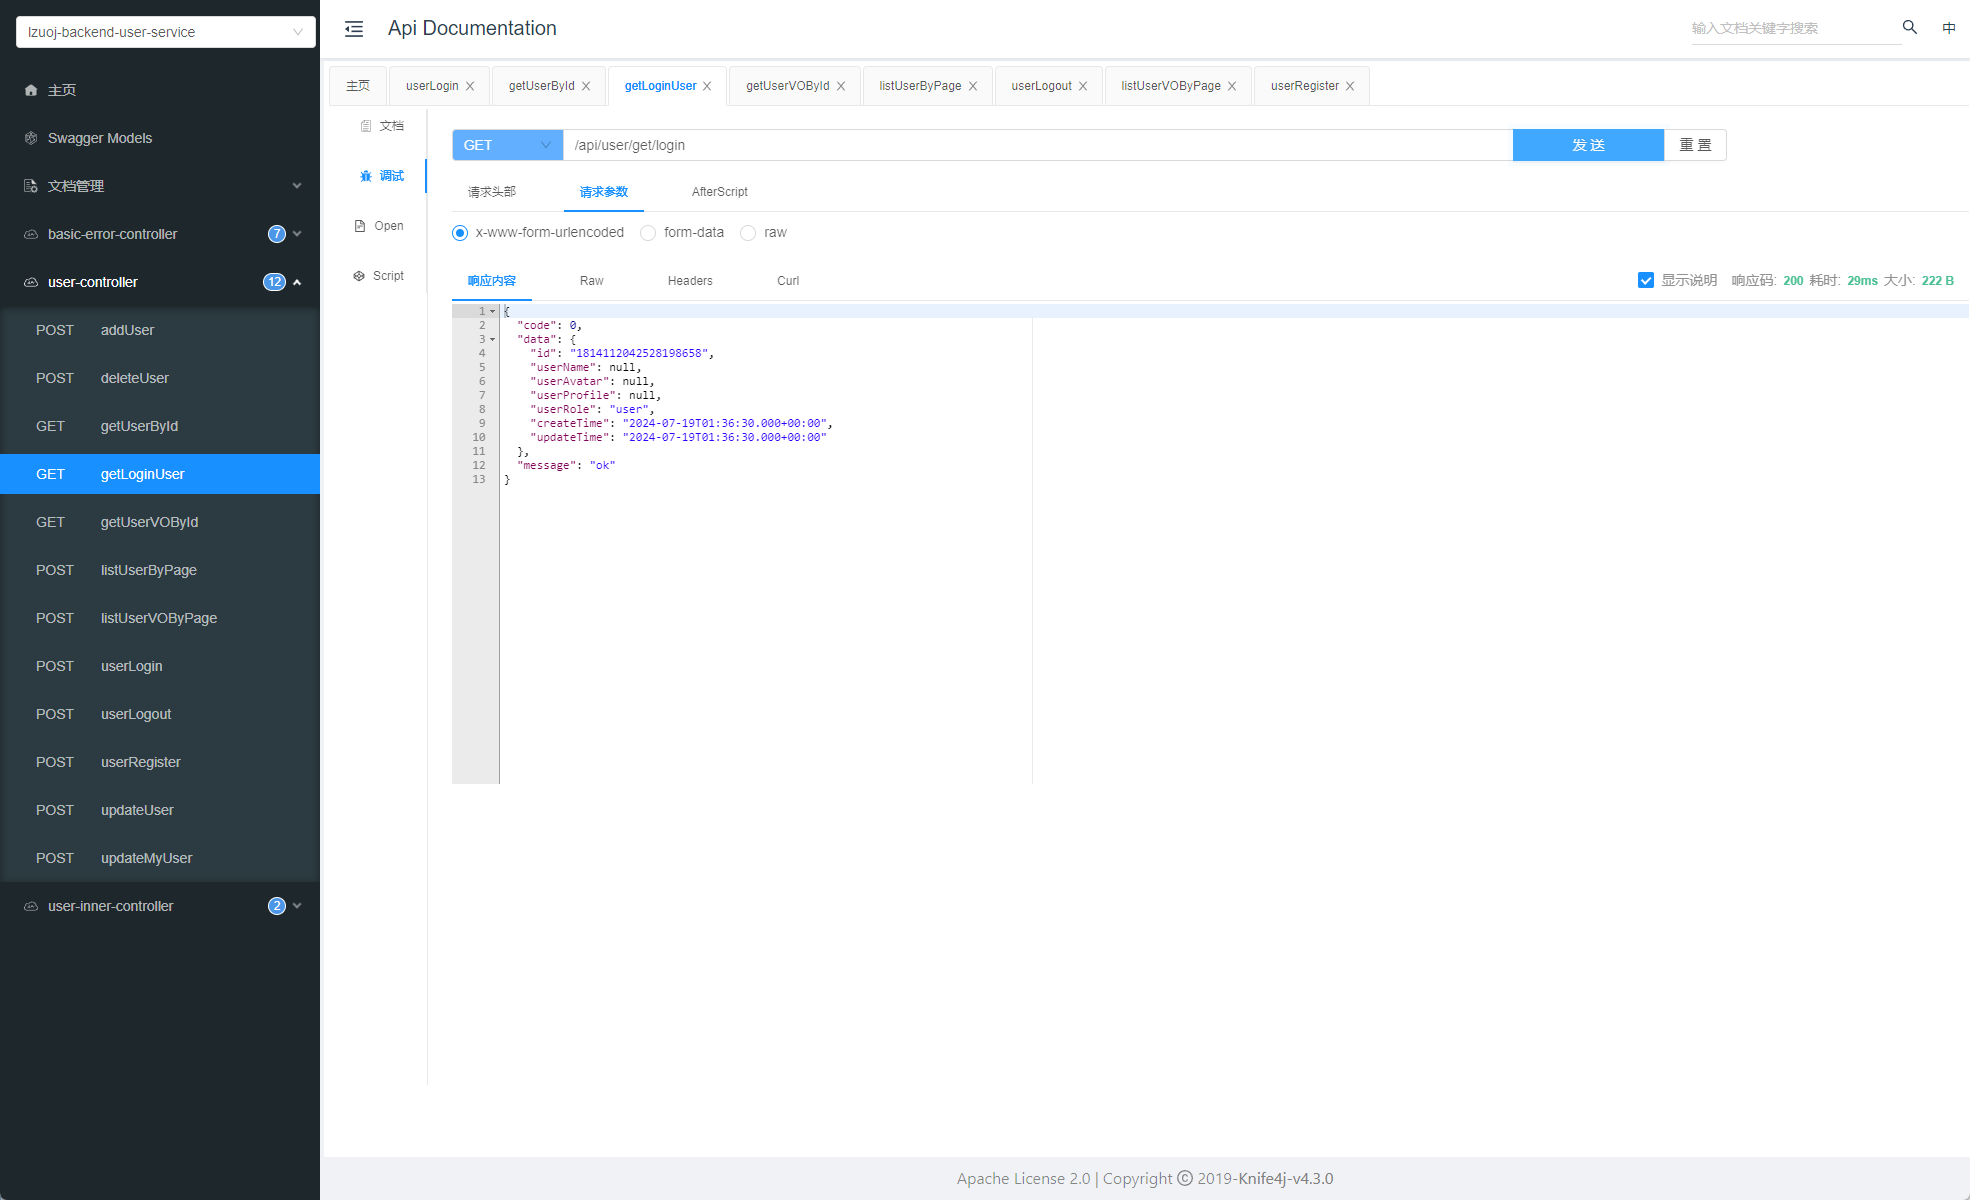 lzuoj-backend-user-service
主页
Swagger Models
文档管理
basic-error-controller 7
user-controller 12
POST addUser
POST deleteUser
GET getUserById
GET getLoginUser
GET getUserVOById
POST listUserByPage
POST listUserVOByPage
POST userLogin
POST userLogout
POST userRegister
POST updateUser
POST updateMyUser
user-inner-controller 2
Api Documentation
输入文档关键字搜索
中
主页 userLogin getUserById getLoginUser getUserVOById listUserByPage userLogout listUserVOByPage userRegister
文档
调试
Open
Script
GET /api/user/get/login 发 送 重 置
请求头部 请求参数 AfterScript
x-www-form-urlencoded form-data raw
响应内容 Raw Headers Curl 显示说明 响应码: 200 耗时: 29ms 大小: 222 B
1 {
2 "code": 0,
3 "data": {
4 "id": "1814112042528198658",
5 "userName": null,
6 "userAvatar": null,
7 "userProfile": null,
8 "userRole": "user",
9 "createTime": "2024-07-19T01:36:30.000+00:00",
10 "updateTime": "2024-07-19T01:36:30.000+00:00"
11 },
12 "message": "ok"
13 }
Apache License 2.0 | Copyright © 2019-Knife4j-v4.3.0